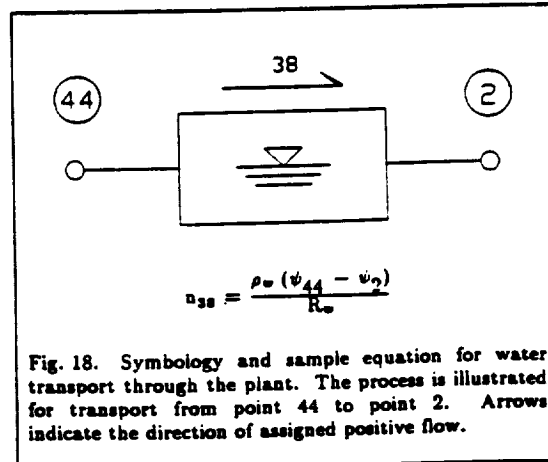 38
44
2
n₃₈ = ρw (ψ44 − ψ2) / Rw
Fig. 18. Symbology and sample equation for water
transport through the plant. The process is illustrated
for transport from point 44 to point 2. Arrows
indicate the direction of assigned positive flow.